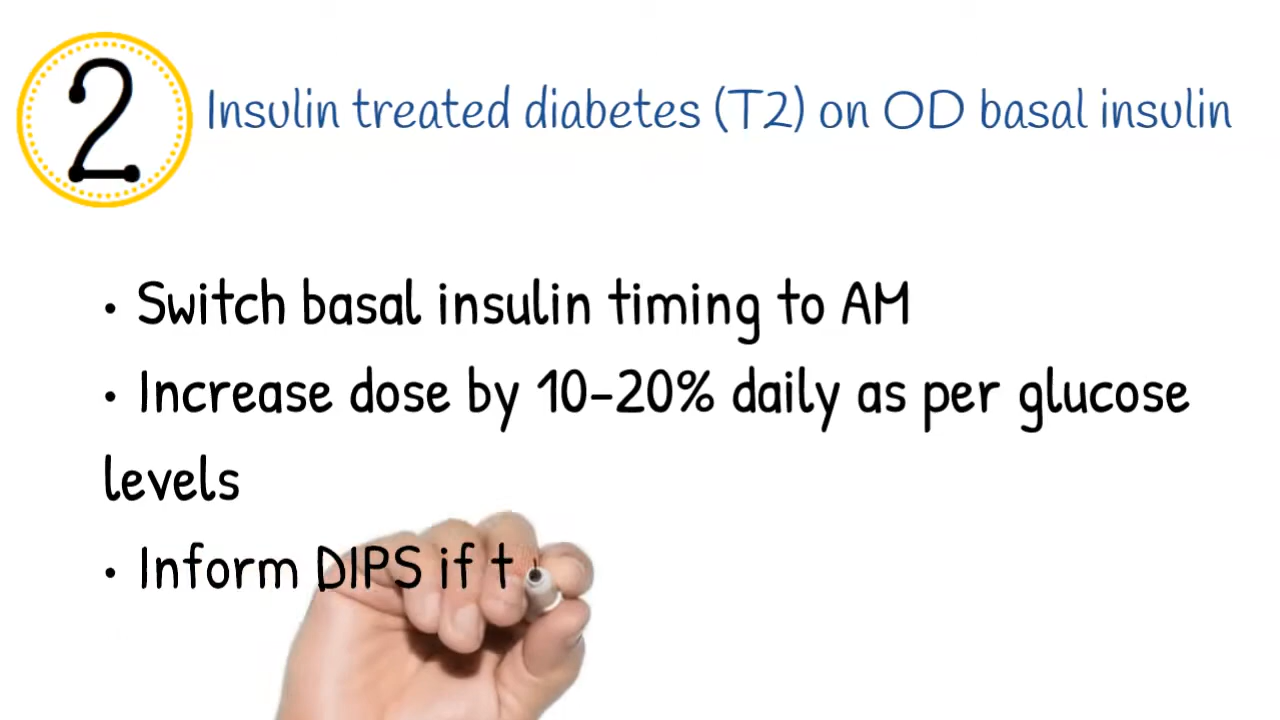 2
Insulin treated diabetes (T2) on OD basal insulin
• Switch basal insulin timing to AM
• Increase dose by 10-20% daily as per glucose
levels
• Inform DIPS if t